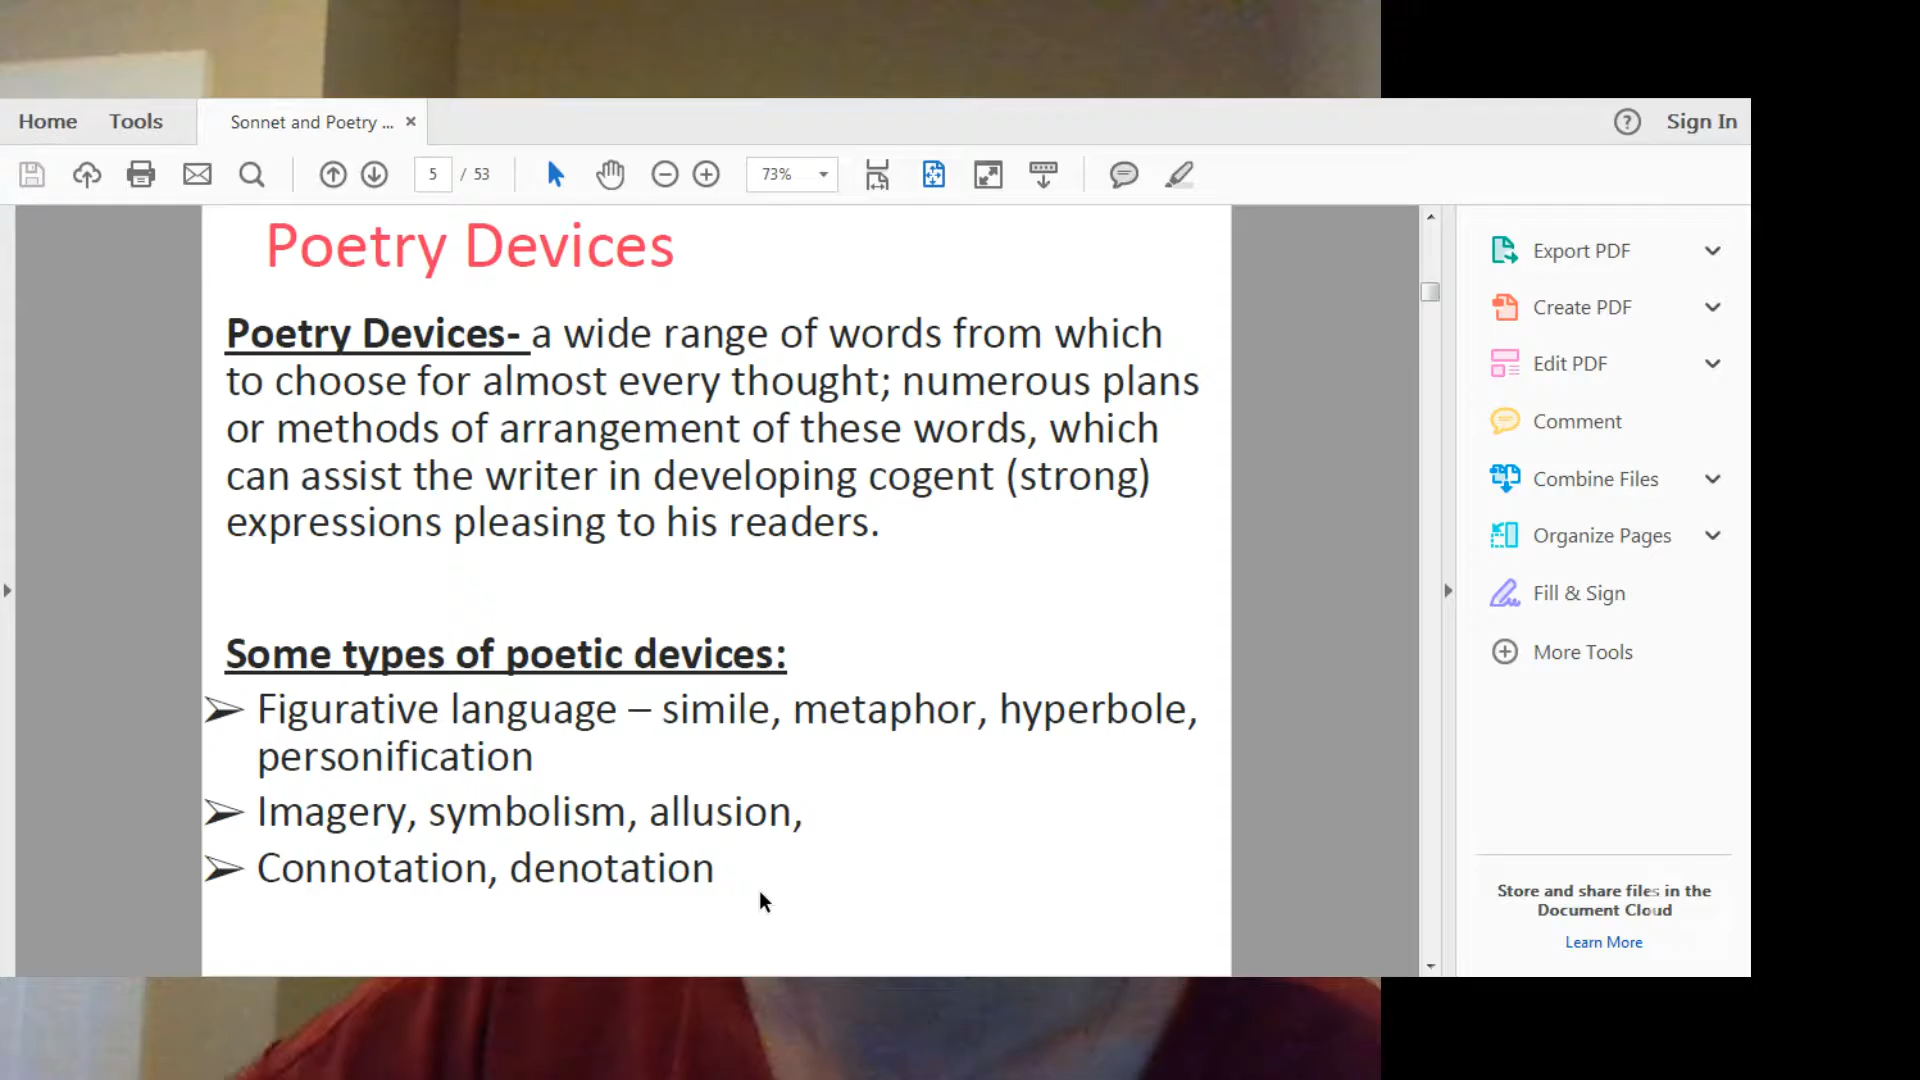 Home Tools Sonnet and Poetry ... × ? Sign In
5 / 53 73%
Poetry Devices
Poetry Devices- a wide range of words from which
to choose for almost every thought; numerous plans
or methods of arrangement of these words, which
can assist the writer in developing cogent (strong)
expressions pleasing to his readers.
Some types of poetic devices:
➢ Figurative language – simile, metaphor, hyperbole,
personification
➢ Imagery, symbolism, allusion,
➢ Connotation, denotation
Export PDF
Create PDF
Edit PDF
Comment
Combine Files
Organize Pages
Fill & Sign
More Tools
Store and share files in the
Document Cloud
Learn More